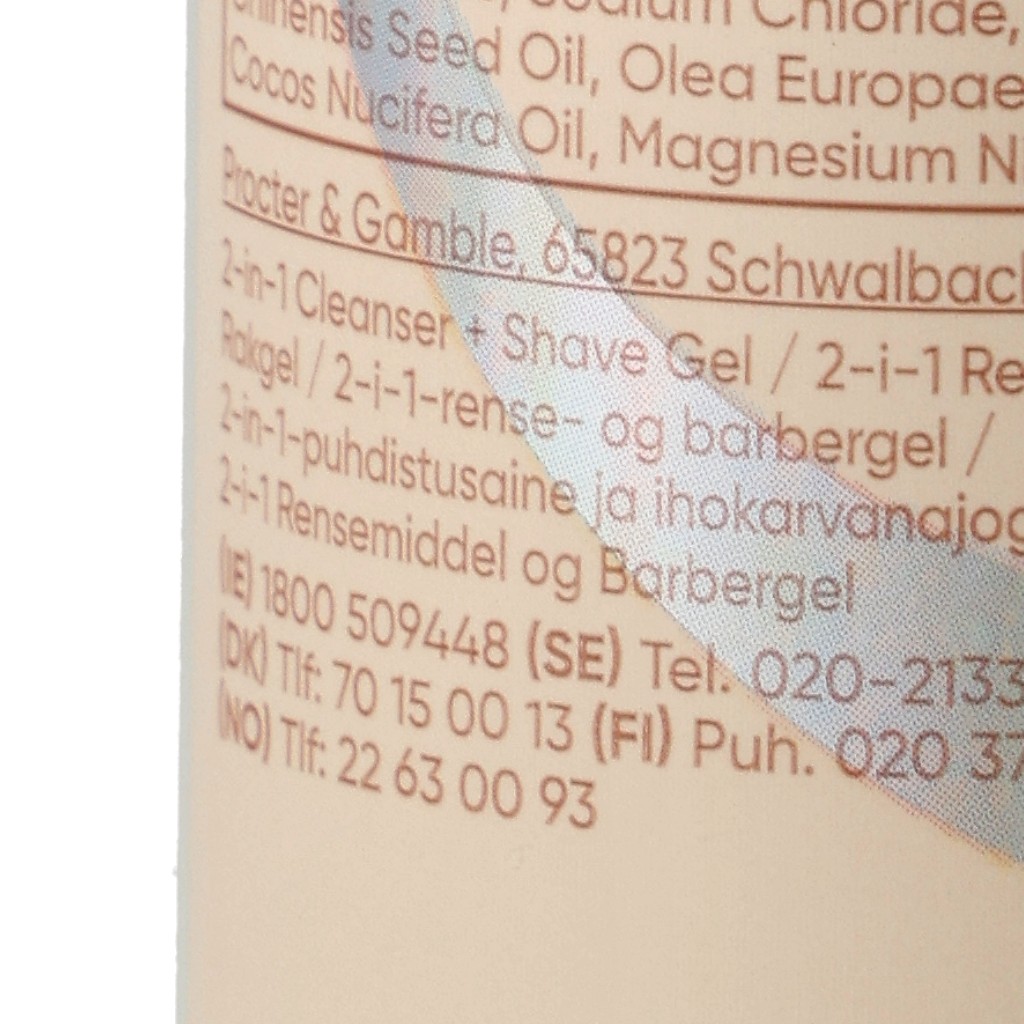 Sodium Chloride,
Seed Oil, Olea Europae
Cocos Nucifera Oil, Magnesium N
Procter & Gamble, 65823 Schwalbach
2-in-1 Cleanser + Shave Gel / 2-i-1 Re
Rakgel / 2-i-1-rense- og barbergel /
2-in-1-puhdistusaine ja ihokarvanajog
2-i-1 Rensemiddel og Barbergel
(IE) 1800 509448 (SE) Tel. 020-2133
(DK) Tlf: 70 15 00 13 (FI) Puh. 020 37
(NO) Tlf: 22 63 00 93